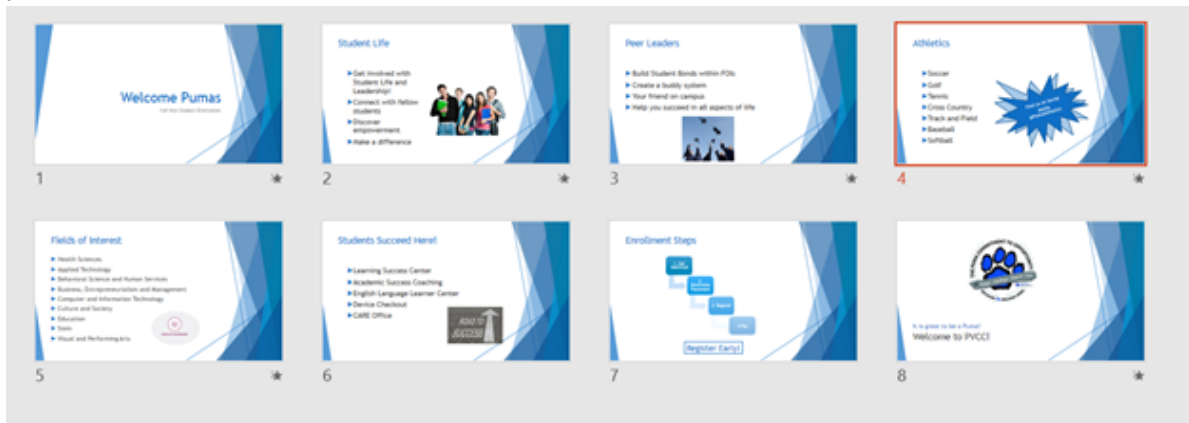 Welcome Pumas
1
Student Life
Get involved with
Student Life and
Leadership!
Connect with fellow
students
Discover
empowerment
Make a difference
2
Peer Leaders
Build Student Bonds within FOIs
Create a buddy system
Your friend on campus
Help you succeed in all aspects of life
3
Athletics
Soccer
Golf
Tennis
Cross Country
Track and Field
Baseball
Softball
4
Fields of Interest
Health Sciences
Applied Technology
Behavioral Science and Human Services
Business, Entrepreneurialism and Management
Computer and Information Technology
Culture and Society
Education
Stem
Visual and Performing Arts
5
Students Succeed Here!
Learning Success Center
Academic Success Coaching
English Language Learner Center
Device Checkout
CARE Office
ROAD TO
SUCCESS
6
Enrollment Steps
Register Early!
7
It is great to be a Puma!
Welcome to PVCC!
8